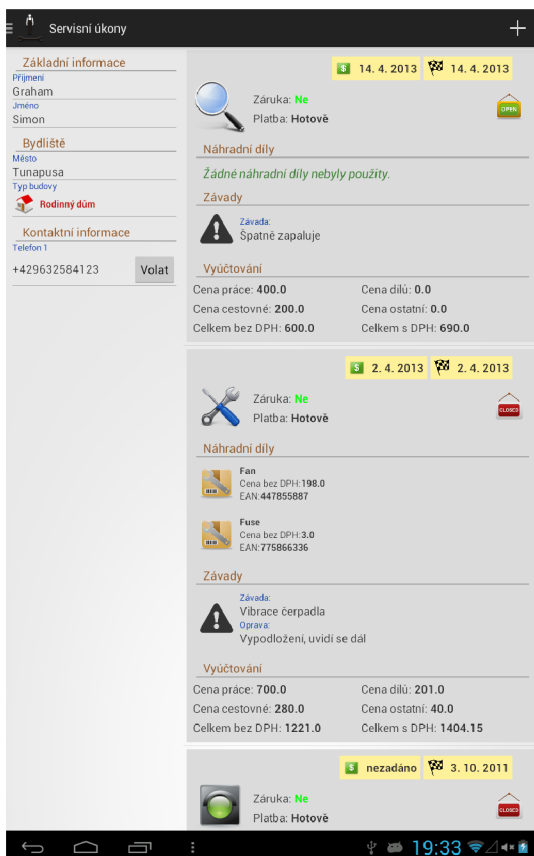 Servisní úkony
Základní informace
Příjmení
Graham
Jméno
Simon
Bydliště
Město
Tunapusa
Typ budovy
Rodinný dům
Kontaktní informace
Telefon 1
+429632584123
Volat
14. 4. 2013 14. 4. 2013
Záruka: Ne
Platba: Hotově
OPEN
Náhradní díly
Žádné náhradní díly nebyly použity.
Závady
Závada:
Špatně zapaluje
Vyúčtování
Cena práce: 400.0 Cena dílů: 0.0
Cena cestovné: 200.0 Cena ostatní: 0.0
Celkem bez DPH: 600.0 Celkem s DPH: 690.0
2. 4. 2013 2. 4. 2013
Záruka: Ne
Platba: Hotově
CLOSED
Náhradní díly
Fan
Cena bez DPH:198.0
EAN:447855887
Fuse
Cena bez DPH:3.0
EAN:775866336
Závady
Závada:
Vibrace čerpadla
Oprava:
Vypodložení, uvidí se dál
Vyúčtování
Cena práce: 700.0 Cena dílů: 201.0
Cena cestovné: 280.0 Cena ostatní: 40.0
Celkem bez DPH: 1221.0 Celkem s DPH: 1404.15
nezadáno 3. 10. 2011
Záruka: Ne
Platba: Hotově
CLOSED
19:33